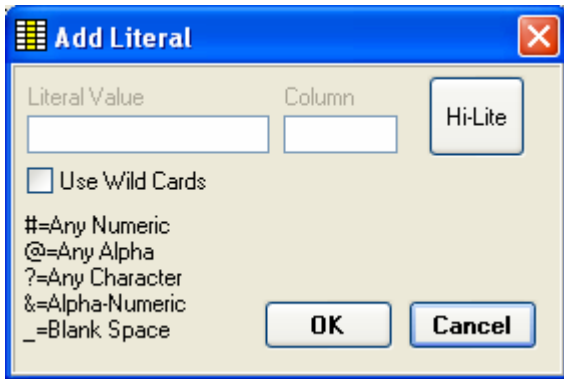 Add Literal
Literal Value Column
Hi-Lite
Use Wild Cards
#=Any Numeric
@=Any Alpha
?=Any Character
&=Alpha-Numeric
_=Blank Space
OK Cancel